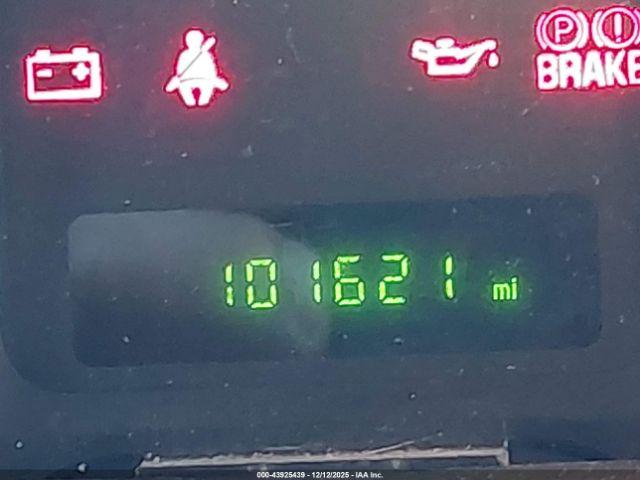 P !
BRAKE
101621 mi
000-43925439 - 12/12/2025 - IAA Inc.